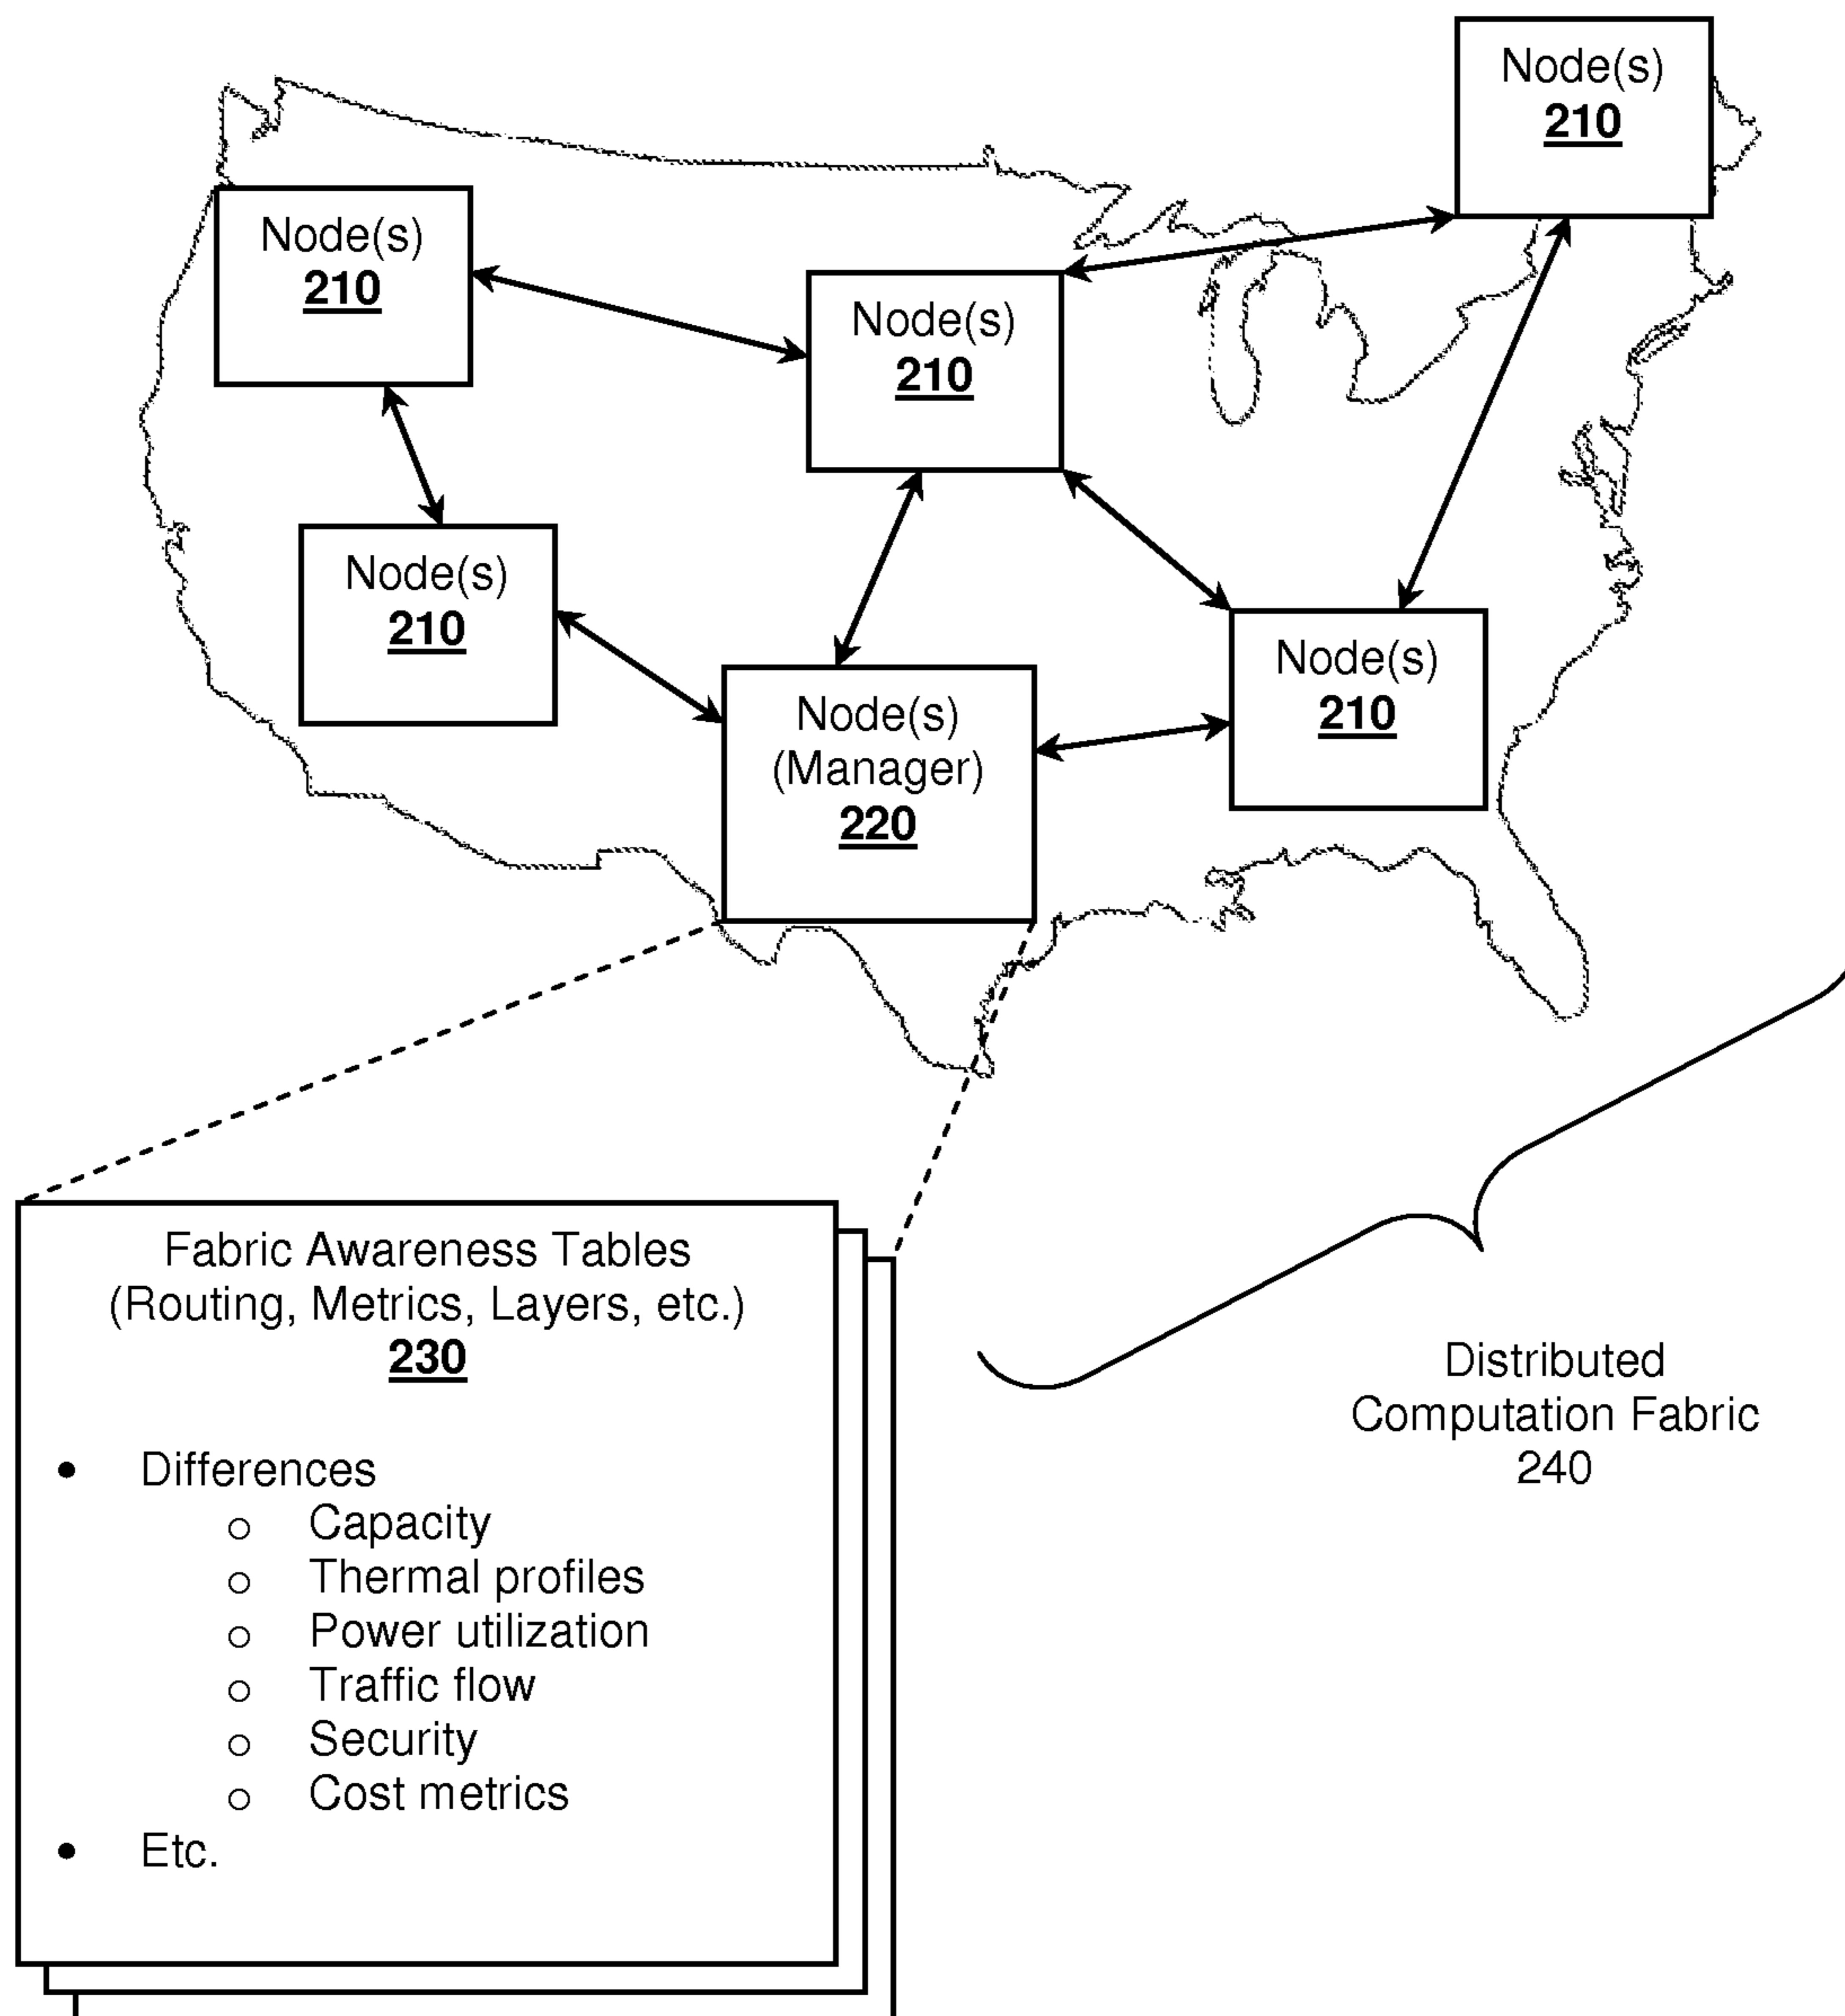 Node(s)
210
Node(s)
210
Node(s)
210
Node(s)
210
Node(s)
210
Node(s)
(Manager)
220
Fabric Awareness Tables
(Routing, Metrics, Layers, etc.)
230
• Differences
○ Capacity
○ Thermal profiles
○ Power utilization
○ Traffic flow
○ Security
○ Cost metrics
• Etc.
Distributed
Computation Fabric
240